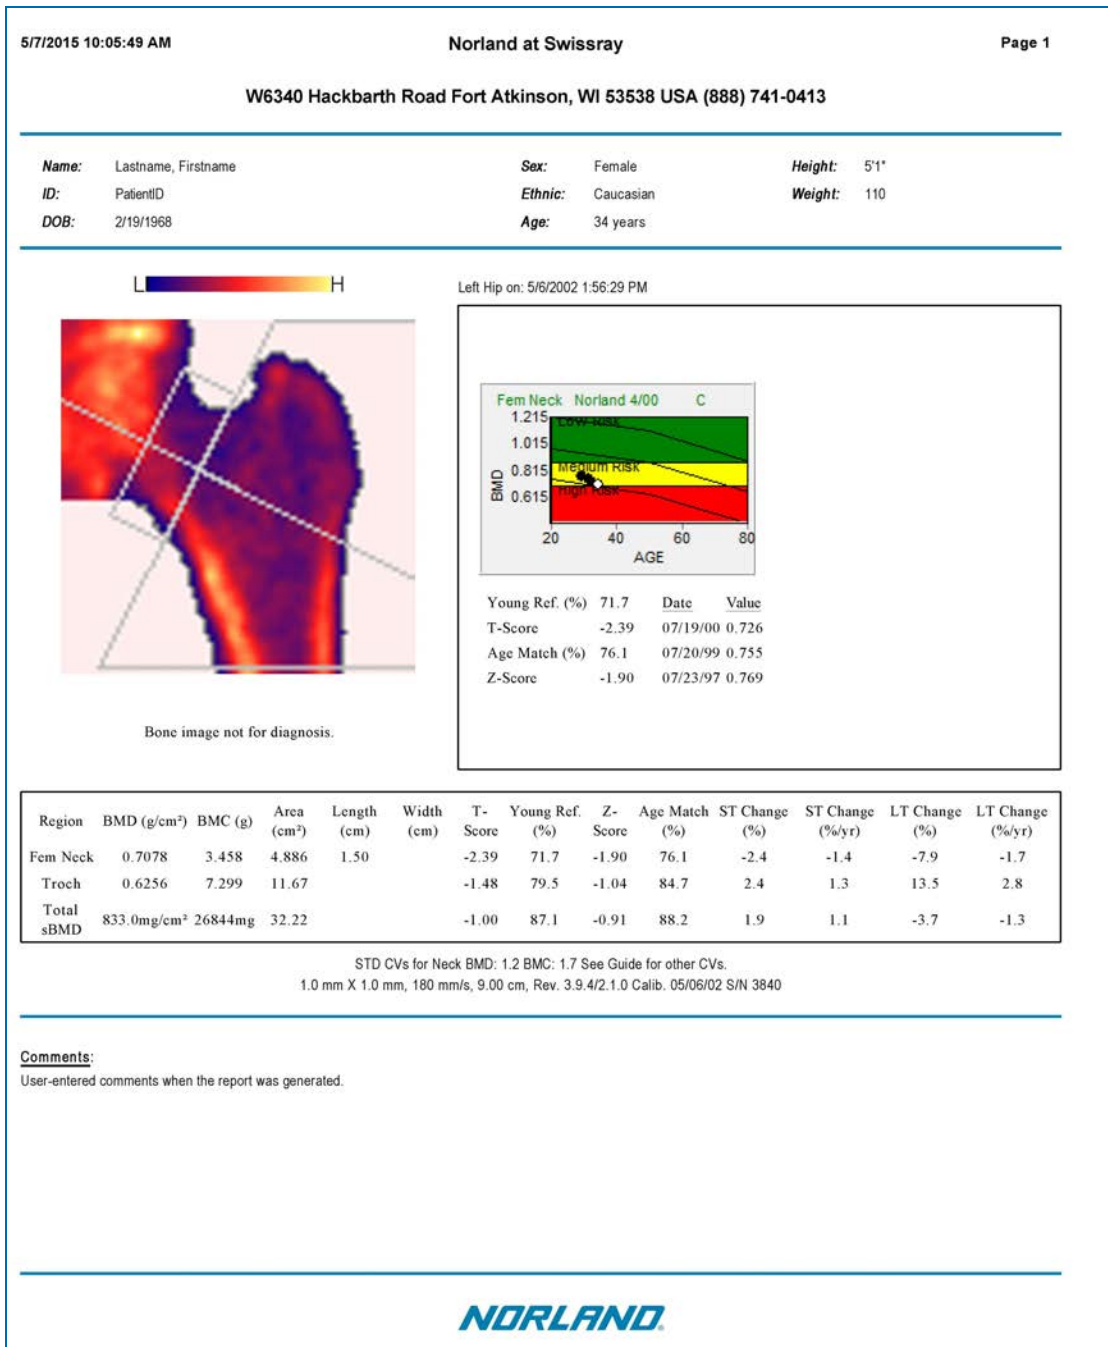 5/7/2015 10:05:49 AM Norland at Swissray Page 1
W6340 Hackbarth Road Fort Atkinson, WI 53538 USA (888) 741-0413
Name: Lastname, Firstname Sex: Female Height: 5'1"
ID: PatientID Ethnic: Caucasian Weight: 110
DOB: 2/19/1968 Age: 34 years
L H
Left Hip on: 5/6/2002 1:56:29 PM
Fem Neck Norland 4/00 C
1.215 Low Risk
1.015
0.815 Medium Risk
0.615 High Risk
BMD
20 40 60 80
AGE
Young Ref. (%) 71.7 Date Value
T-Score -2.39 07/19/00 0.726
Age Match (%) 76.1 07/20/99 0.755
Z-Score -1.90 07/23/97 0.769
Bone image not for diagnosis.
Region BMD (g/cm²) BMC (g) Area (cm²) Length (cm) Width (cm) T-Score Young Ref. (%) Z-Score Age Match (%) ST Change (%) ST Change (%/yr) LT Change (%) LT Change (%/yr)
Fem Neck 0.7078 3.458 4.886 1.50 -2.39 71.7 -1.90 76.1 -2.4 -1.4 -7.9 -1.7
Troch 0.6256 7.299 11.67 -1.48 79.5 -1.04 84.7 2.4 1.3 13.5 2.8
Total sBMD 833.0mg/cm² 26844mg 32.22 -1.00 87.1 -0.91 88.2 1.9 1.1 -3.7 -1.3
STD CVs for Neck BMD: 1.2 BMC: 1.7 See Guide for other CVs.
1.0 mm X 1.0 mm, 180 mm/s, 9.00 cm, Rev. 3.9.4/2.1.0 Calib. 05/06/02 S/N 3840
Comments:
User-entered comments when the report was generated.
NORLAND®